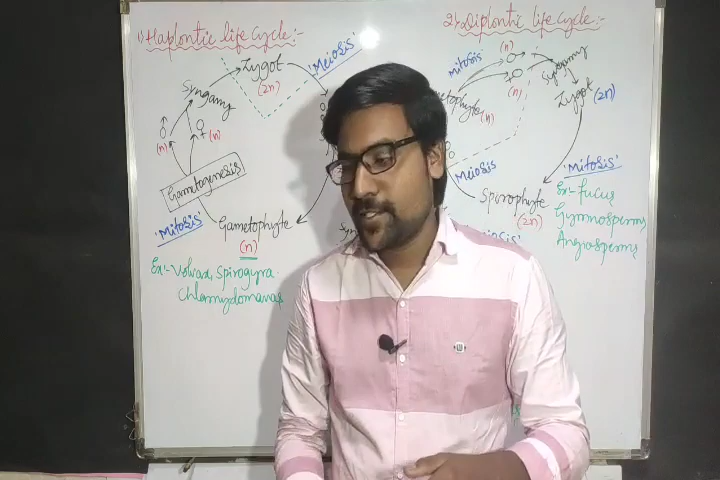 1) Haplontic life cycle:-
Zygot
(2n)
'Meiosis'
Syngamy
♂
(n)
♀
(n)
Gametogenesis
'Mitosis'
Gametophyte
(n)
Ex:- Volvox, Spirogyra.
Chlamydomonas
2) Diplontic life cycle:-
Mitosis
(n)
♂
♀
(n)
Syngamy
Zygot
(2n)
(n)
Meiosis
'Mitosis'
Sporophyte
(2n)
Ex:- fucus
Gymnosperms
Angiosperms